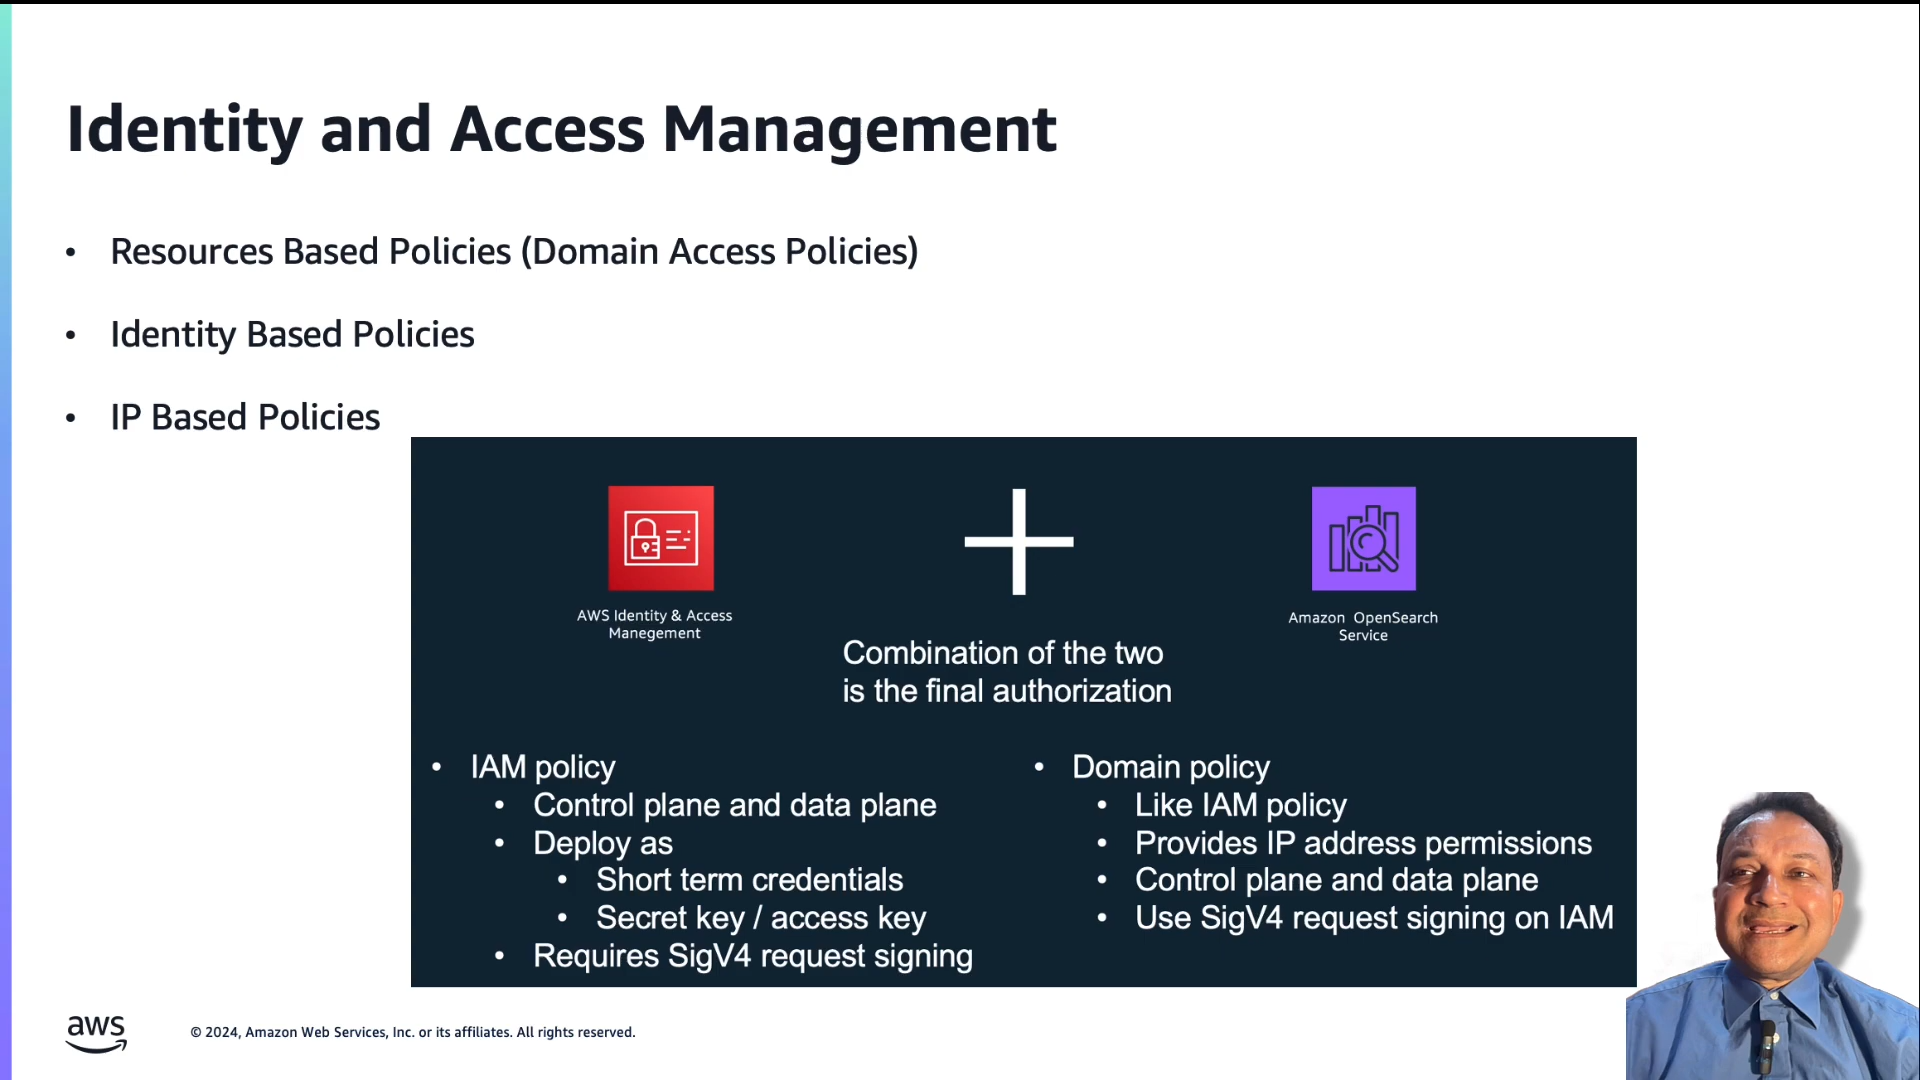 Identity and Access Management
• Resources Based Policies (Domain Access Policies)
• Identity Based Policies
• IP Based Policies
AWS Identity & Access
Manegement
Amazon OpenSearch
Service
Combination of the two
is the final authorization
• IAM policy
• Control plane and data plane
• Deploy as
• Short term credentials
• Secret key / access key
• Requires SigV4 request signing
• Domain policy
• Like IAM policy
• Provides IP address permissions
• Control plane and data plane
• Use SigV4 request signing on IAM
aws
© 2024, Amazon Web Services, Inc. or its affiliates. All rights reserved.